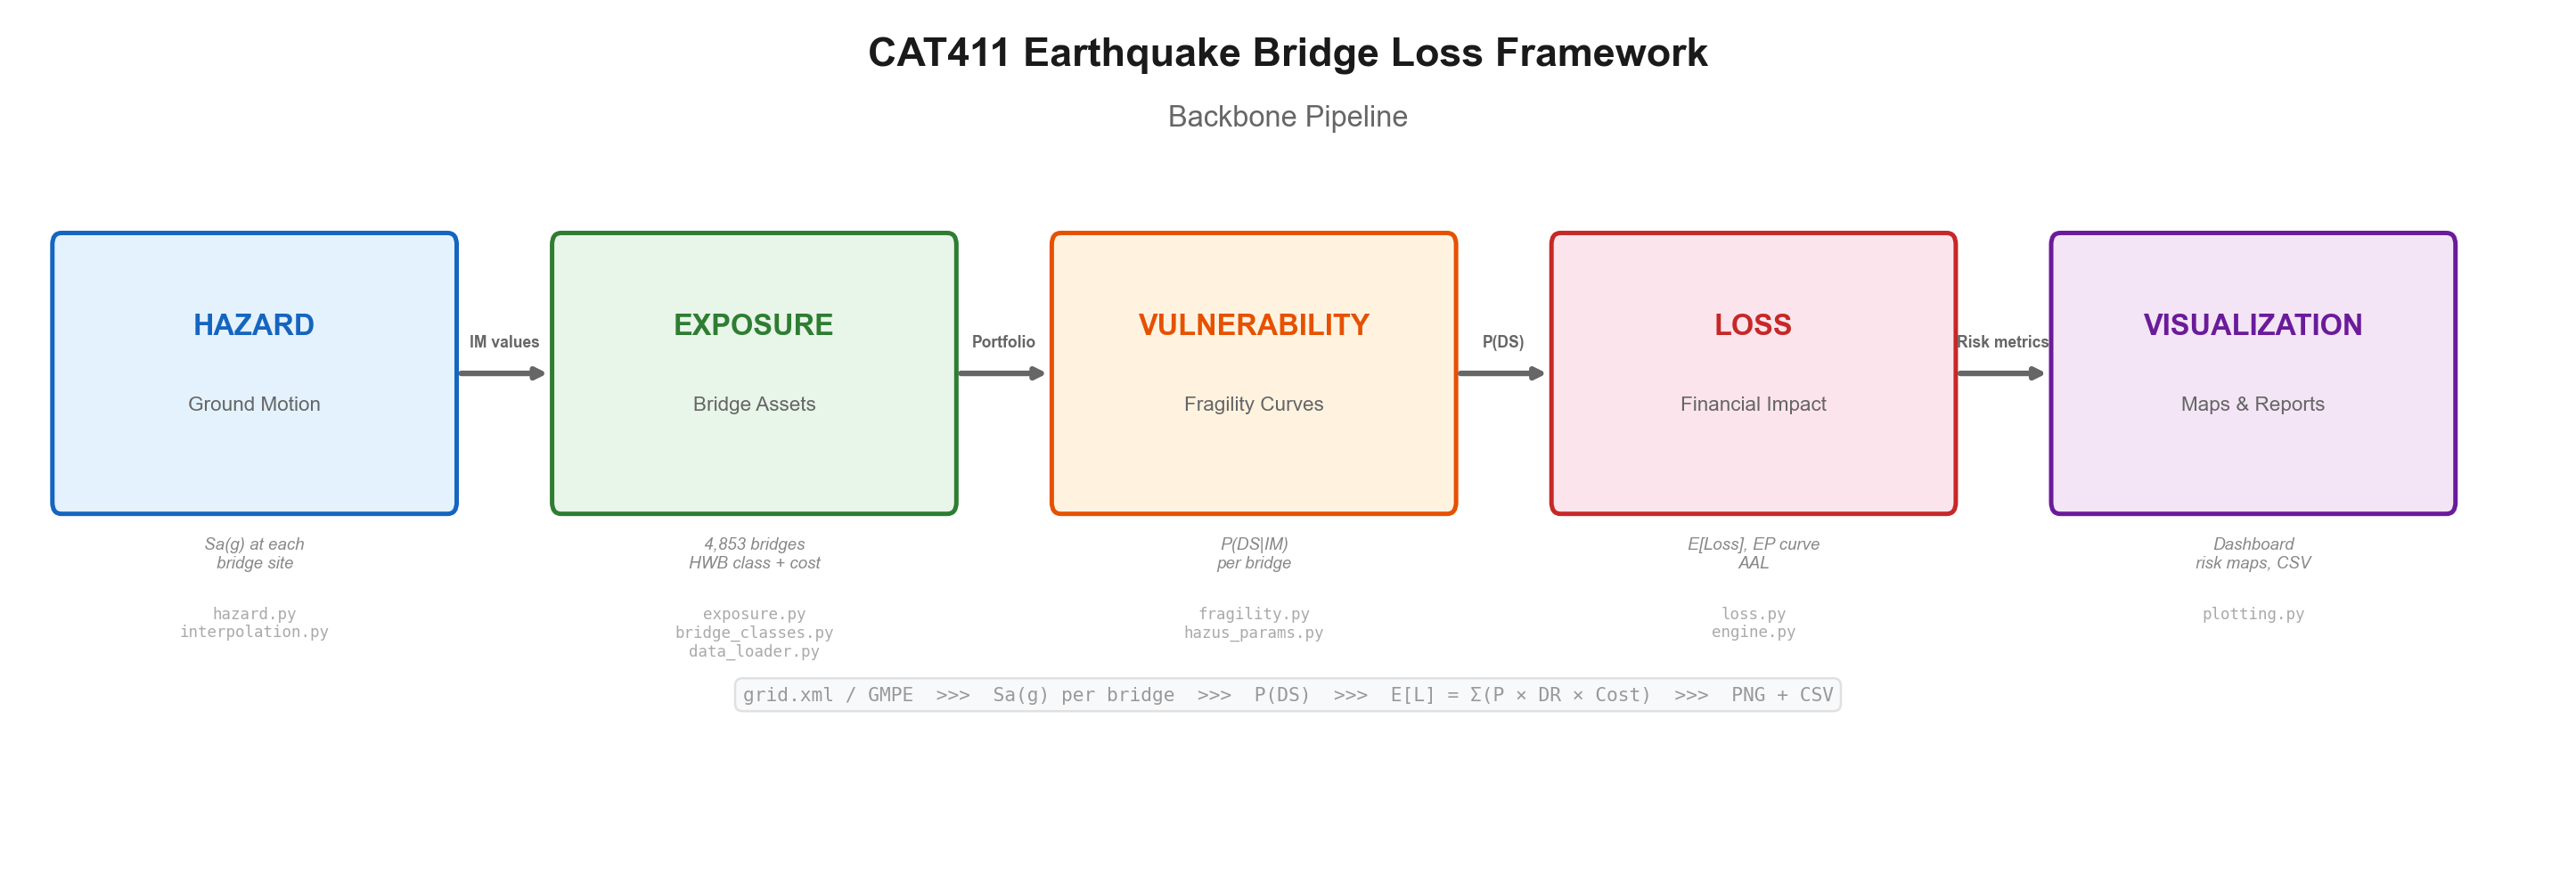 CAT411 Earthquake Bridge Loss Framework
Backbone Pipeline
HAZARD
Ground Motion
Sa(g) at each
bridge site
hazard.py
interpolation.py
IM values
EXPOSURE
Bridge Assets
4,853 bridges
HWB class + cost
exposure.py
bridge_classes.py
data_loader.py
Portfolio
VULNERABILITY
Fragility Curves
P(DS|IM)
per bridge
fragility.py
hazus_params.py
P(DS)
LOSS
Financial Impact
E[Loss], EP curve
AAL
loss.py
engine.py
Risk metrics
VISUALIZATION
Maps & Reports
Dashboard
risk maps, CSV
plotting.py
grid.xml / GMPE >>> Sa(g) per bridge >>> P(DS) >>> E[L] = Σ(P × DR × Cost) >>> PNG + CSV